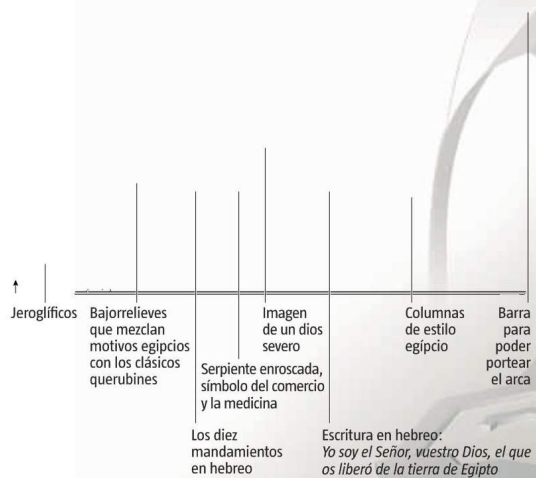 Jeroglíficos
Bajorrelieves
que mezclan
motivos egipcios
con los clásicos
querubines
Los diez
mandamientos
en hebreo
Serpiente enroscada,
símbolo del comercio
y la medicina
Imagen
de un dios
severo
Escritura en hebreo:
Yo soy el Señor, vuestro Dios, el que
os liberó de la tierra de Egipto
Columnas
de estilo
egípcio
Barra
para
poder
portear
el arca